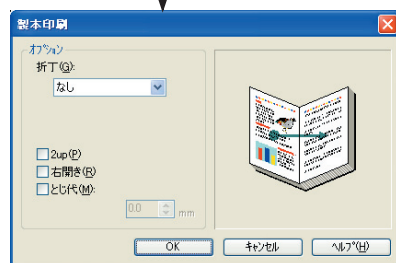 製本印刷
オプション
折丁(G):
なし
2up(P)
右開き(R)
とじ代(M):
0.0 mm
OK キャンセル ヘルプ(H)